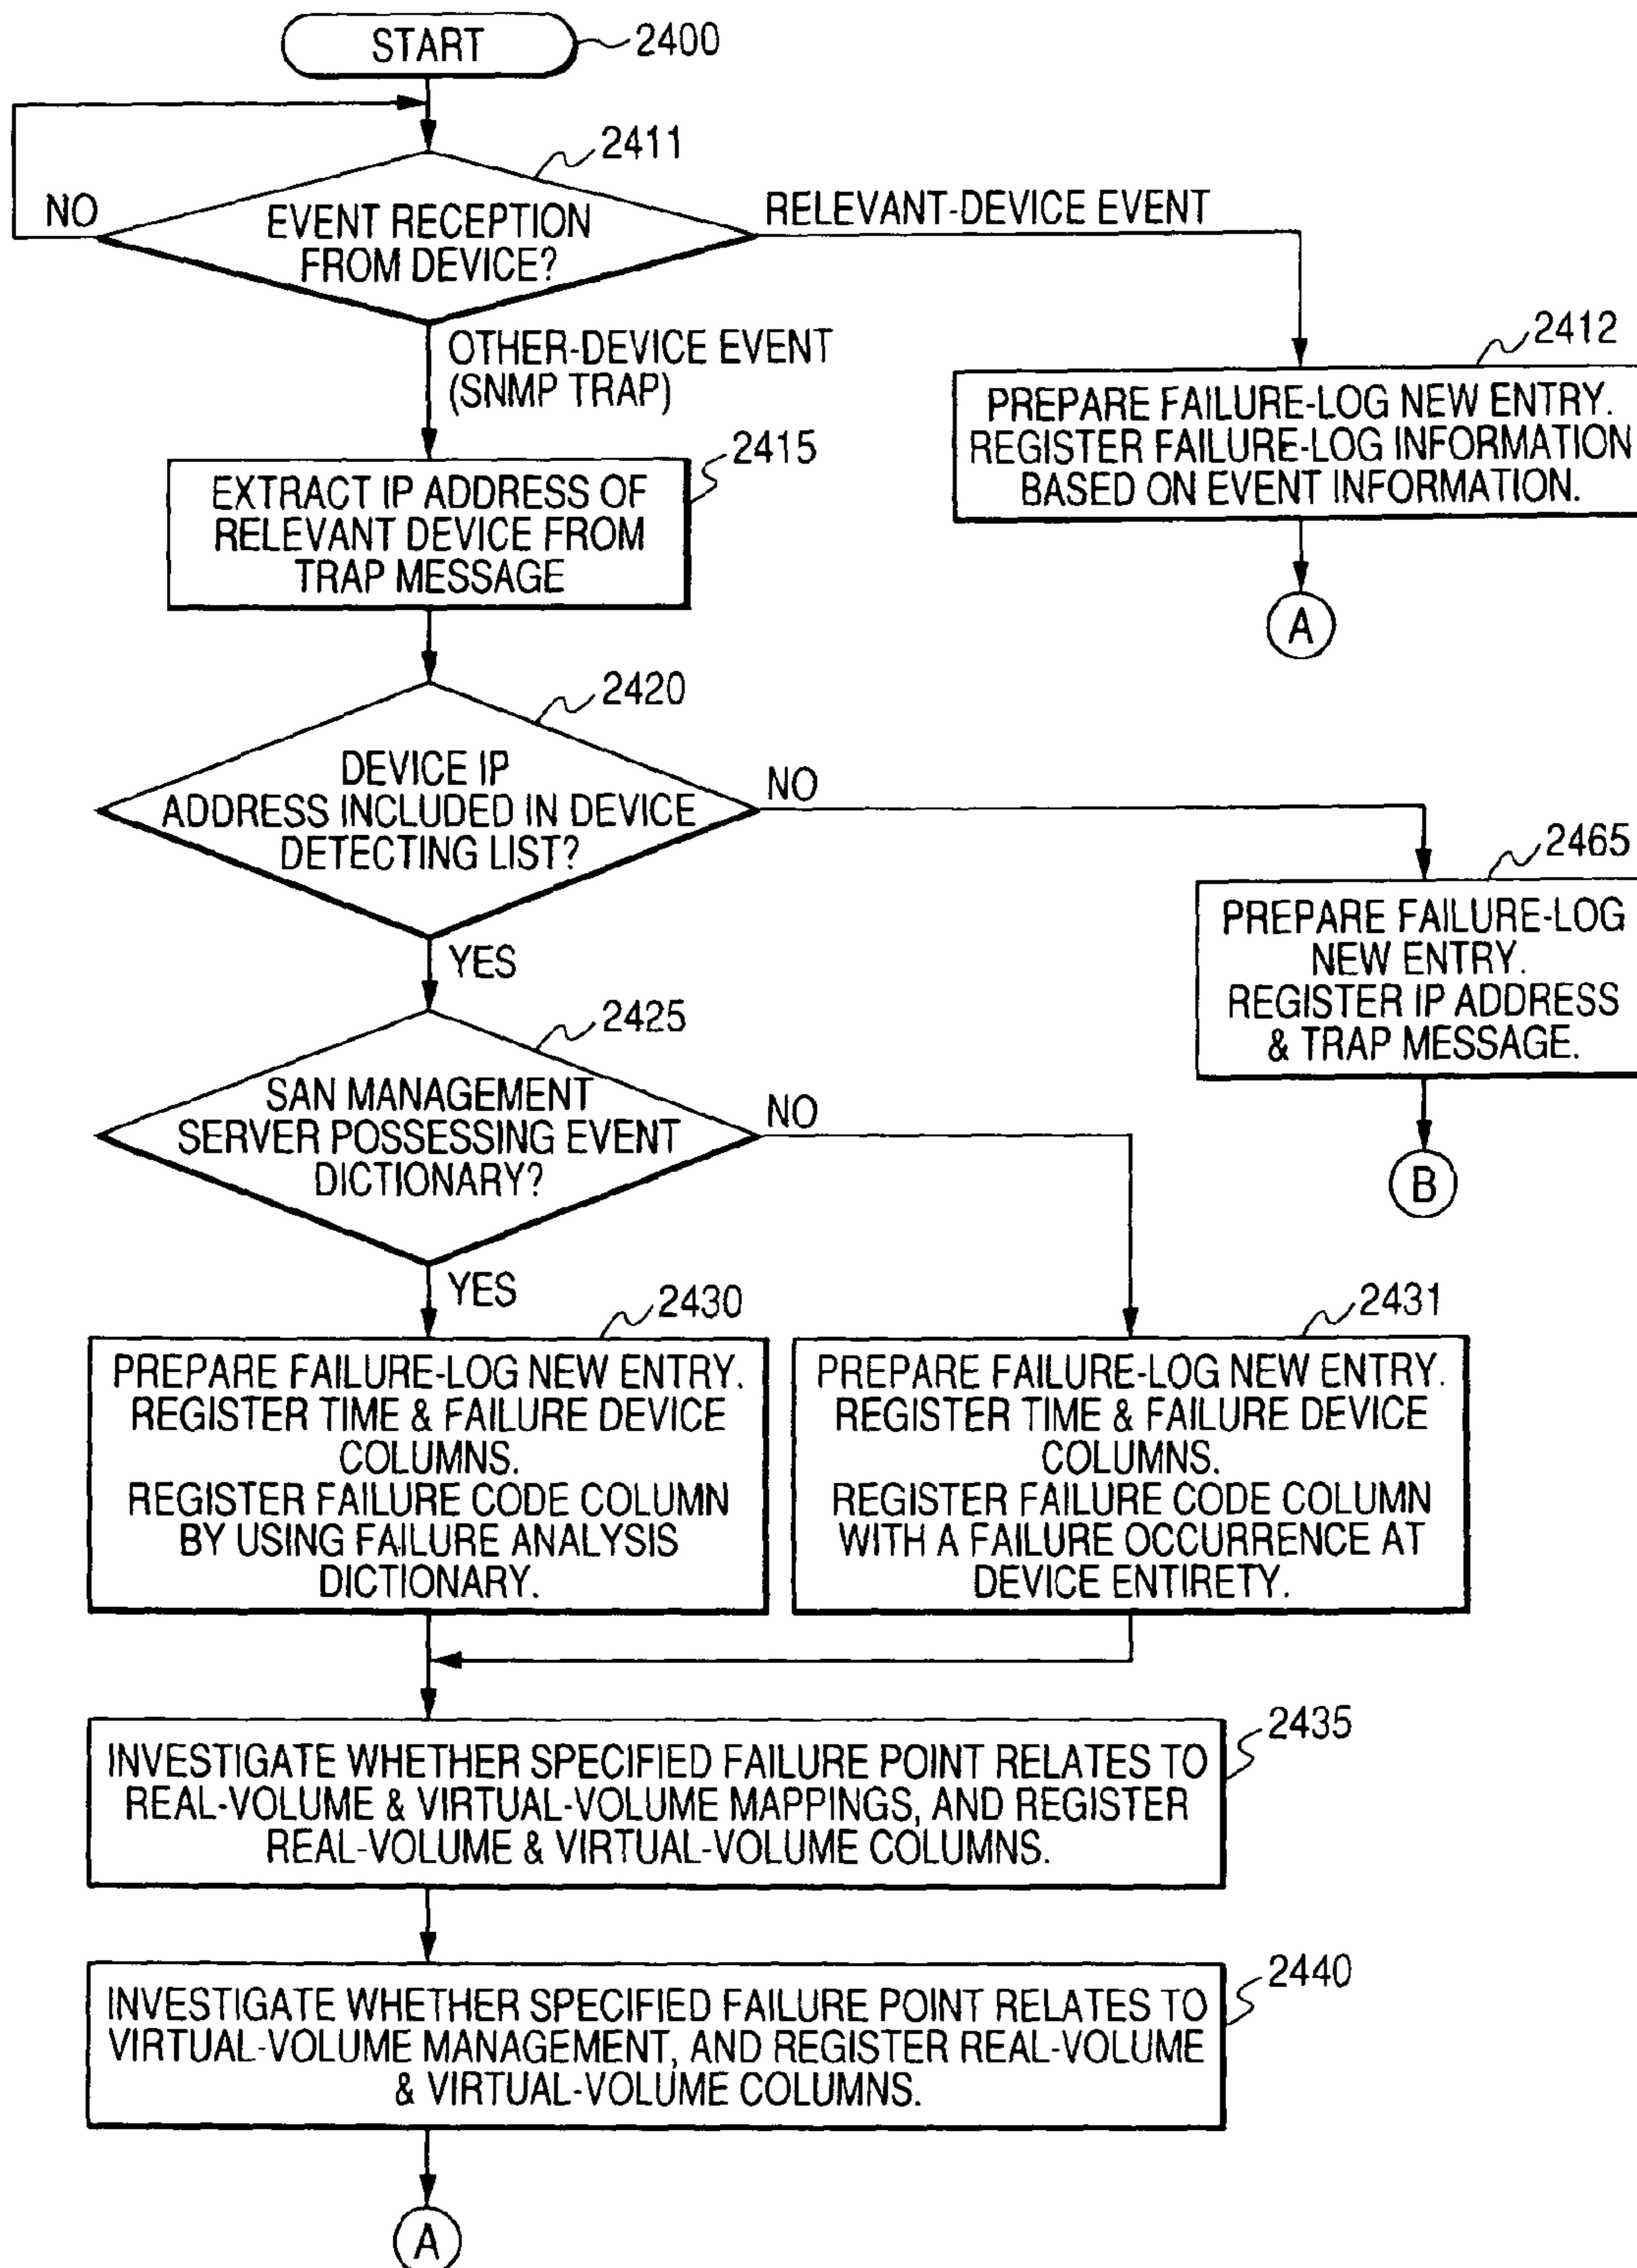 START
2400
2411
NO
EVENT RECEPTION
FROM DEVICE?
RELEVANT-DEVICE EVENT
OTHER-DEVICE EVENT
(SNMP TRAP)
2412
PREPARE FAILURE-LOG NEW ENTRY.
REGISTER FAILURE-LOG INFORMATION
BASED ON EVENT INFORMATION.
A
2415
EXTRACT IP ADDRESS OF
RELEVANT DEVICE FROM
TRAP MESSAGE
2420
DEVICE IP
ADDRESS INCLUDED IN DEVICE
DETECTING LIST?
NO
YES
2465
PREPARE FAILURE-LOG
NEW ENTRY.
REGISTER IP ADDRESS
& TRAP MESSAGE.
B
2425
SAN MANAGEMENT
SERVER POSSESSING EVENT
DICTIONARY?
NO
YES
2430
PREPARE FAILURE-LOG NEW ENTRY.
REGISTER TIME & FAILURE DEVICE
COLUMNS.
REGISTER FAILURE CODE COLUMN
BY USING FAILURE ANALYSIS
DICTIONARY.
2431
PREPARE FAILURE-LOG NEW ENTRY.
REGISTER TIME & FAILURE DEVICE
COLUMNS.
REGISTER FAILURE CODE COLUMN
WITH A FAILURE OCCURRENCE AT
DEVICE ENTIRETY.
2435
INVESTIGATE WHETHER SPECIFIED FAILURE POINT RELATES TO
REAL-VOLUME & VIRTUAL-VOLUME MAPPINGS, AND REGISTER
REAL-VOLUME & VIRTUAL-VOLUME COLUMNS.
2440
INVESTIGATE WHETHER SPECIFIED FAILURE POINT RELATES TO
VIRTUAL-VOLUME MANAGEMENT, AND REGISTER REAL-VOLUME
& VIRTUAL-VOLUME COLUMNS.
A